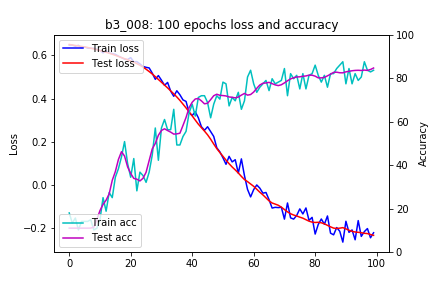 b3_008: 100 epochs loss and accuracy
Train loss
Test loss
Train acc
Test acc
Loss
Accuracy
0.6
0.4
0.2
0.0
−0.2
100
80
60
40
20
0
0 20 40 60 80 100